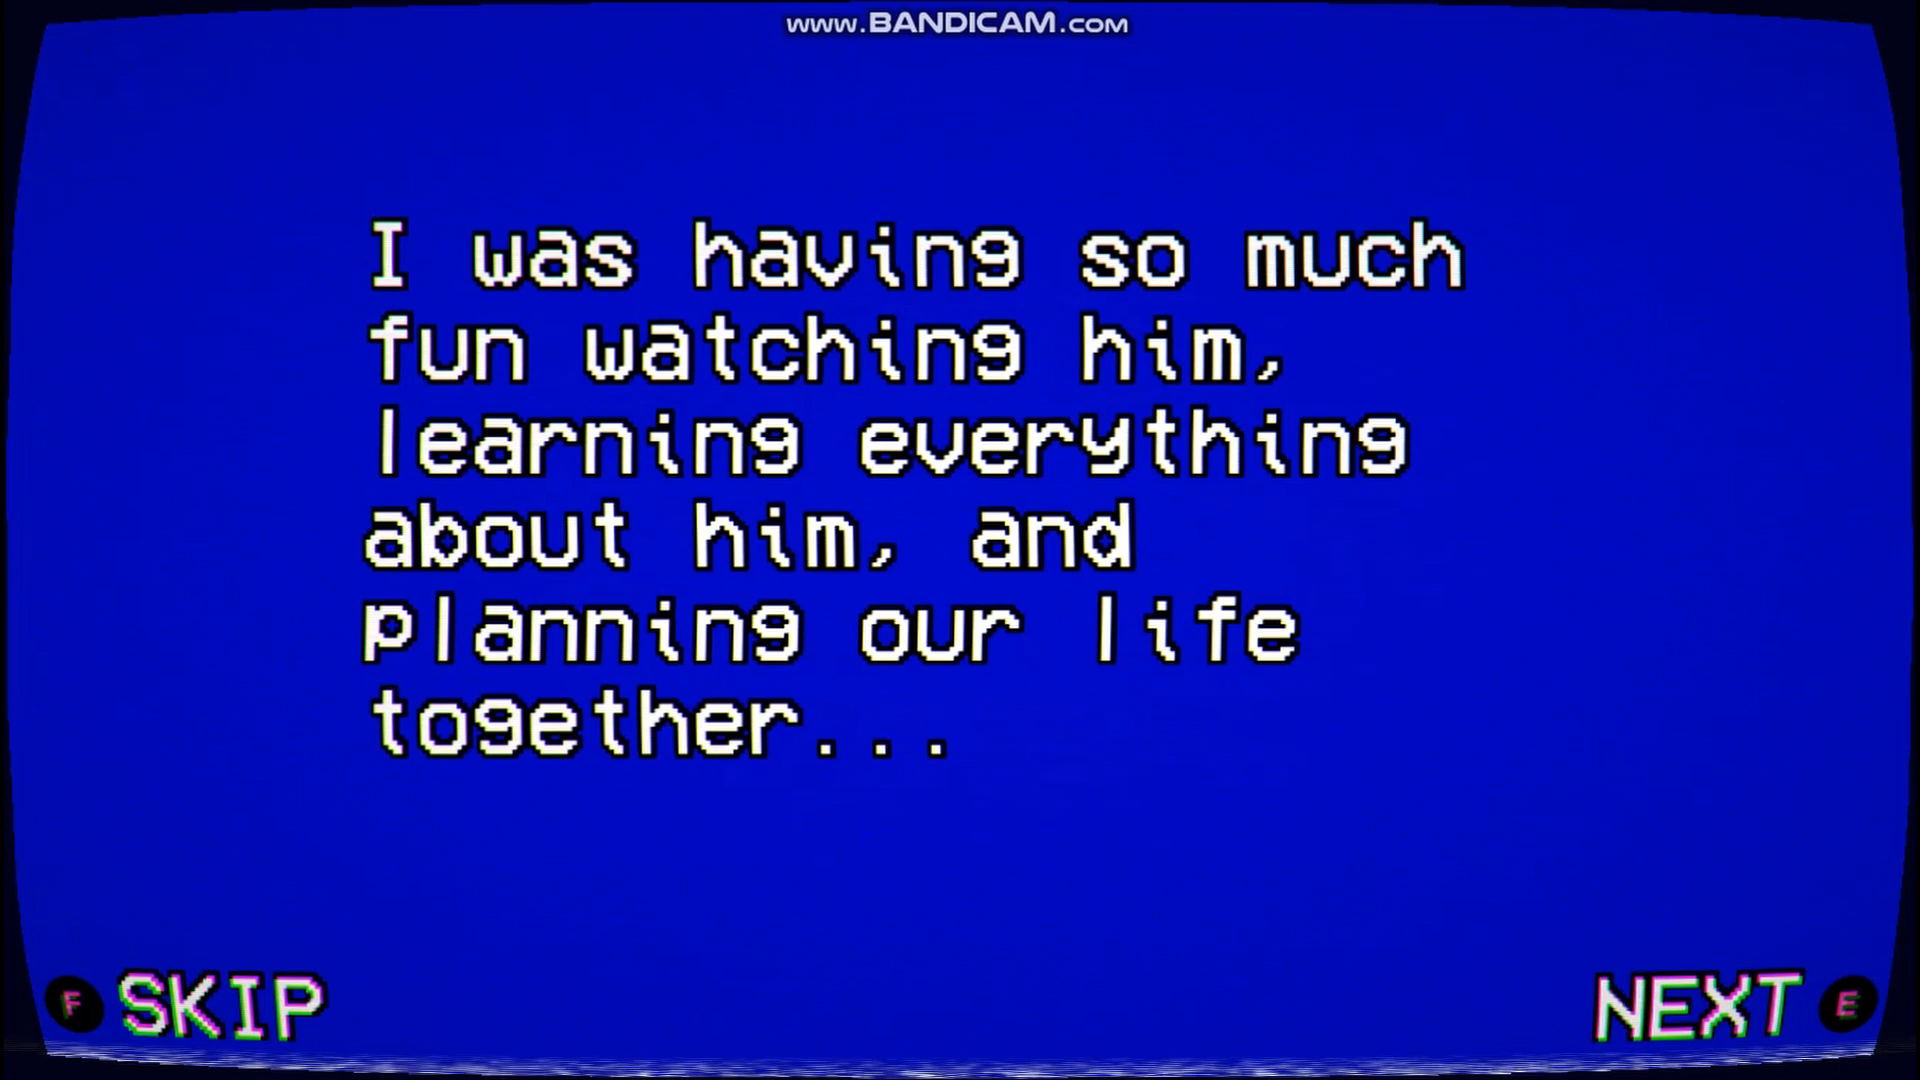 www.BANDICAM.com
I was having so much
fun watching him,
learning everything
about him, and
planning our life
together...
F SKIP
NEXT E